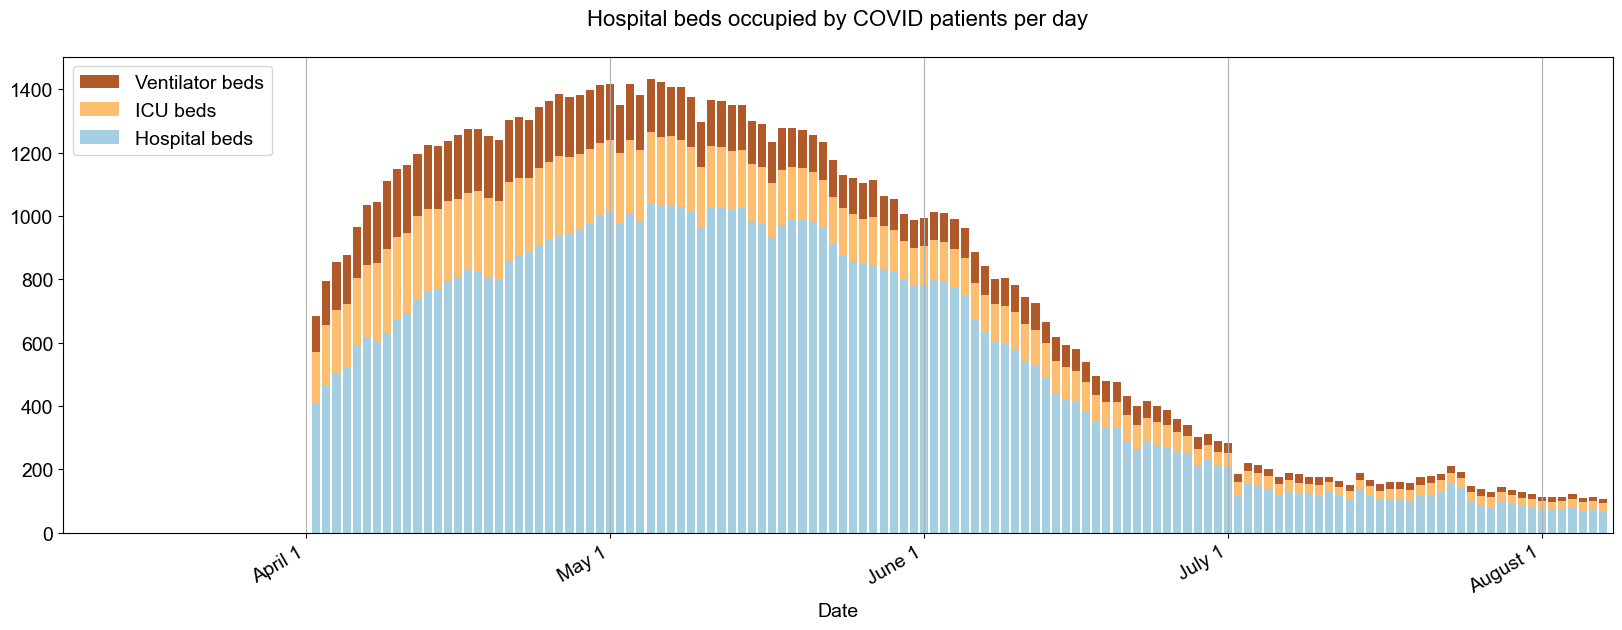 Hospital beds occupied by COVID patients per day
Ventilator beds
ICU beds
Hospital beds
1400
1200
1000
800
600
400
200
0
April 1
May 1
June 1
July 1
August 1
Date